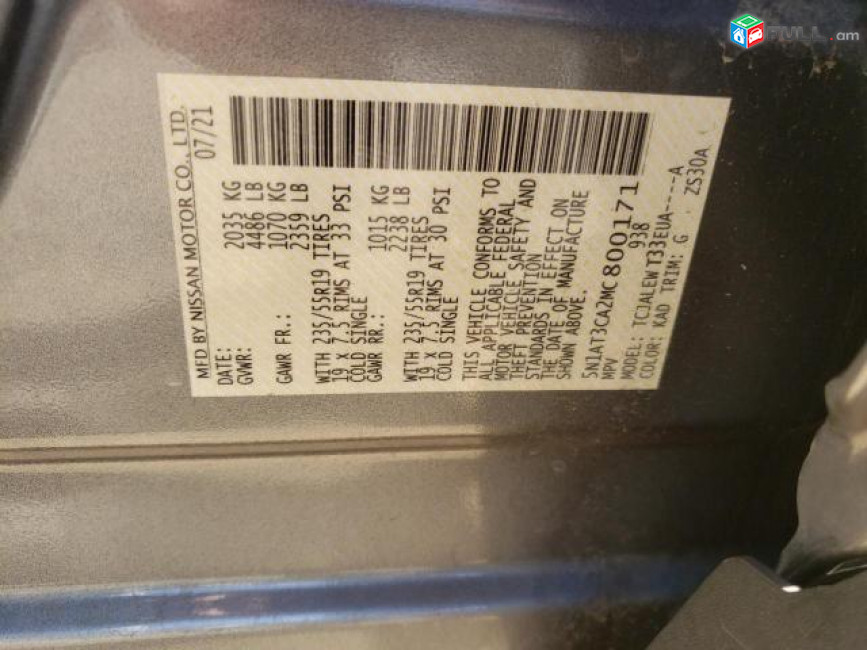 MFD BY NISSAN MOTOR CO., LTD.
DATE: 07/21
GVWR: 2035 KG
4486 LB
GAWR FR.: 1070 KG
2359 LB
WITH 235/55R19 TIRES
19 x 7.5 RIMS AT 33 PSI
COLD SINGLE
GAWR RR.: 1015 KG
2238 LB
WITH 235/55R19 TIRES
19 x 7.5 RIMS AT 30 PSI
COLD SINGLE
THIS VEHICLE CONFORMS TO
ALL APPLICABLE FEDERAL
MOTOR VEHICLE SAFETY AND
THEFT PREVENTION
STANDARDS IN EFFECT ON
THE DATE OF MANUFACTURE
SHOWN ABOVE.
5N1AT3CA2MC800171
MPV 938
MODEL: TCJALEWT33EUA----A
COLOR: KAD TRIM: G ZS30A
.am